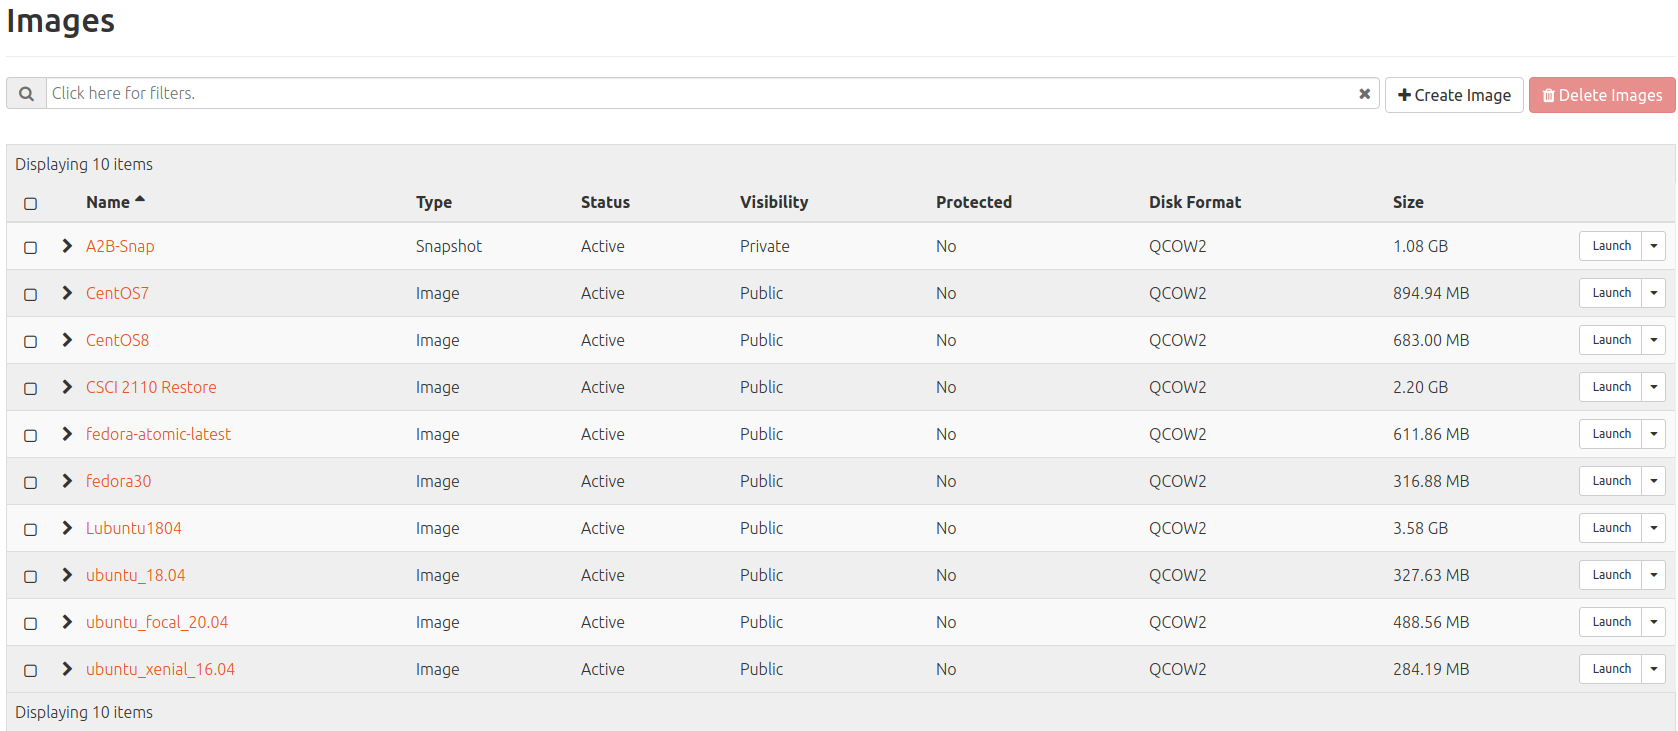 Images
Click here for filters.
Create Image
Delete Images
Displaying 10 items
Name Type Status Visibility Protected Disk Format Size
A2B-Snap Snapshot Active Private No QCOW2 1.08 GB Launch
CentOS7 Image Active Public No QCOW2 894.94 MB Launch
CentOS8 Image Active Public No QCOW2 683.00 MB Launch
CSCI 2110 Restore Image Active Public No QCOW2 2.20 GB Launch
fedora-atomic-latest Image Active Public No QCOW2 611.86 MB Launch
fedora30 Image Active Public No QCOW2 316.88 MB Launch
Lubuntu1804 Image Active Public No QCOW2 3.58 GB Launch
ubuntu_18.04 Image Active Public No QCOW2 327.63 MB Launch
ubuntu_focal_20.04 Image Active Public No QCOW2 488.56 MB Launch
ubuntu_xenial_16.04 Image Active Public No QCOW2 284.19 MB Launch
Displaying 10 items